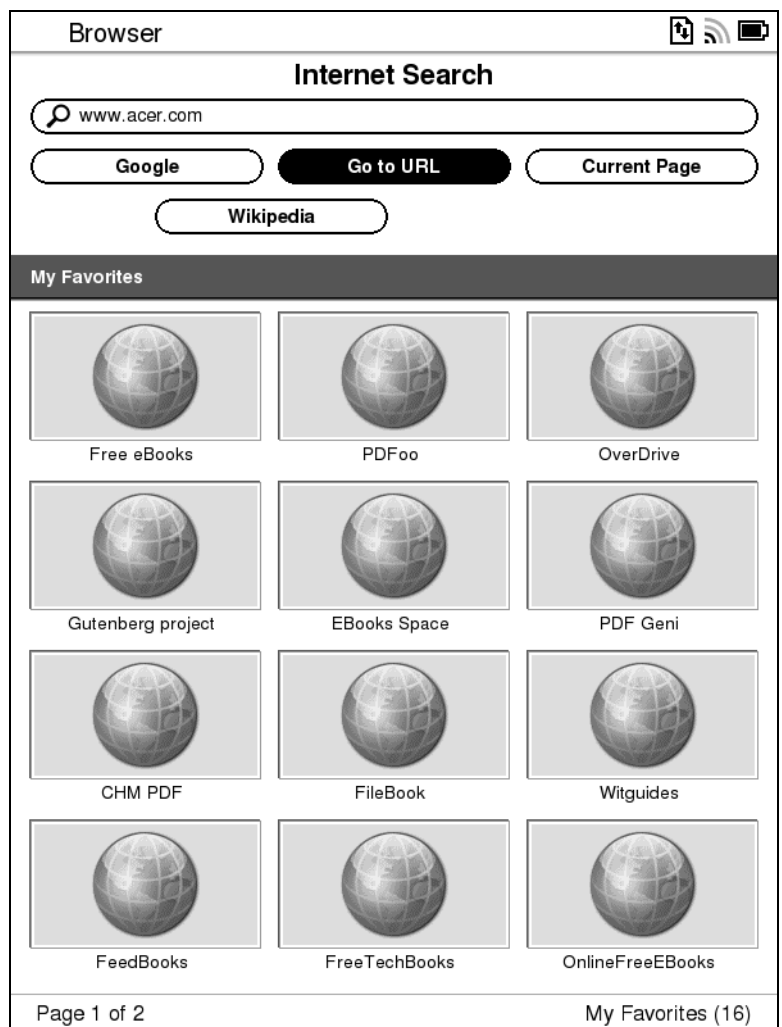 Browser
Internet Search
www.acer.com
Google Go to URL Current Page
Wikipedia
My Favorites
Free eBooks PDFoo OverDrive
Gutenberg project EBooks Space PDF Geni
CHM PDF FileBook Witguides
FeedBooks FreeTechBooks OnlineFreeEBooks
Page 1 of 2 My Favorites (16)